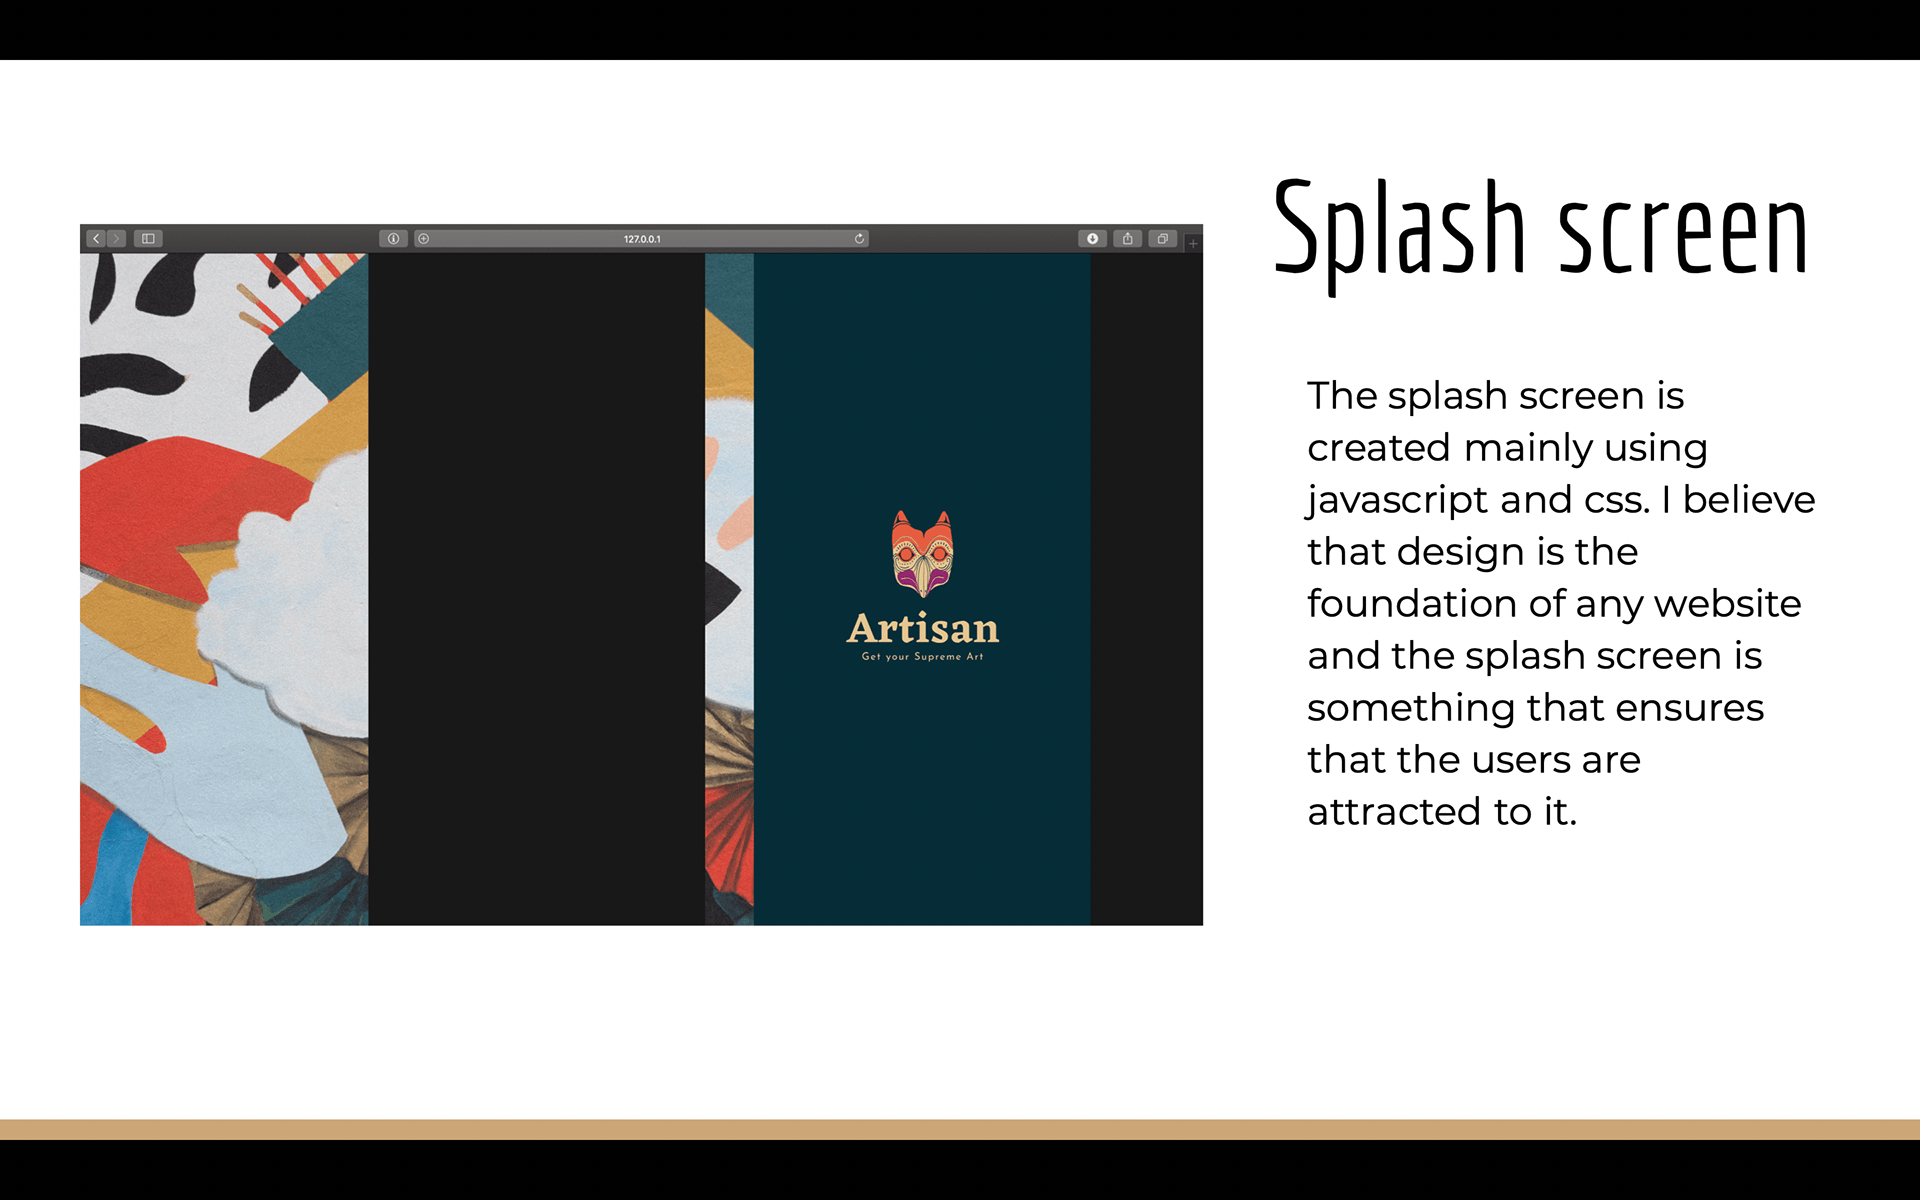 Splash screen
127.0.0.1
Artisan
Get your Supreme Art
The splash screen is
created mainly using
javascript and css. I believe
that design is the
foundation of any website
and the splash screen is
something that ensures
that the users are
attracted to it.